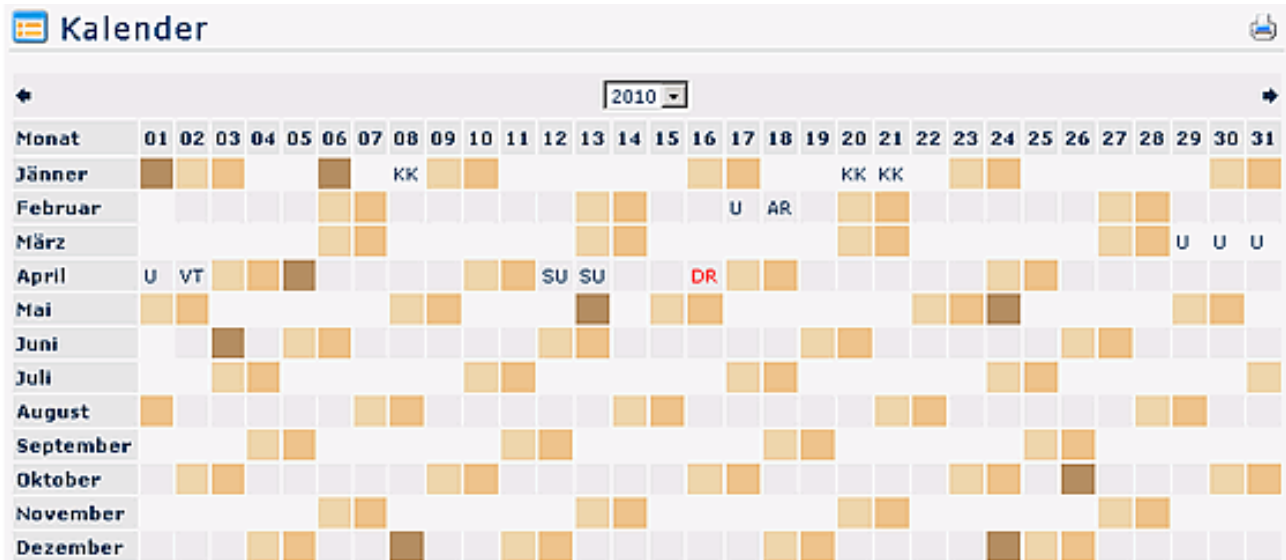 Kalender
2010
Monat 01 02 03 04 05 06 07 08 09 10 11 12 13 14 15 16 17 18 19 20 21 22 23 24 25 26 27 28 29 30 31
Jänner KK KK KK
Februar U AR
März U U U
April U VT SU SU DR
Mai
Juni
Juli
August
September
Oktober
November
Dezember